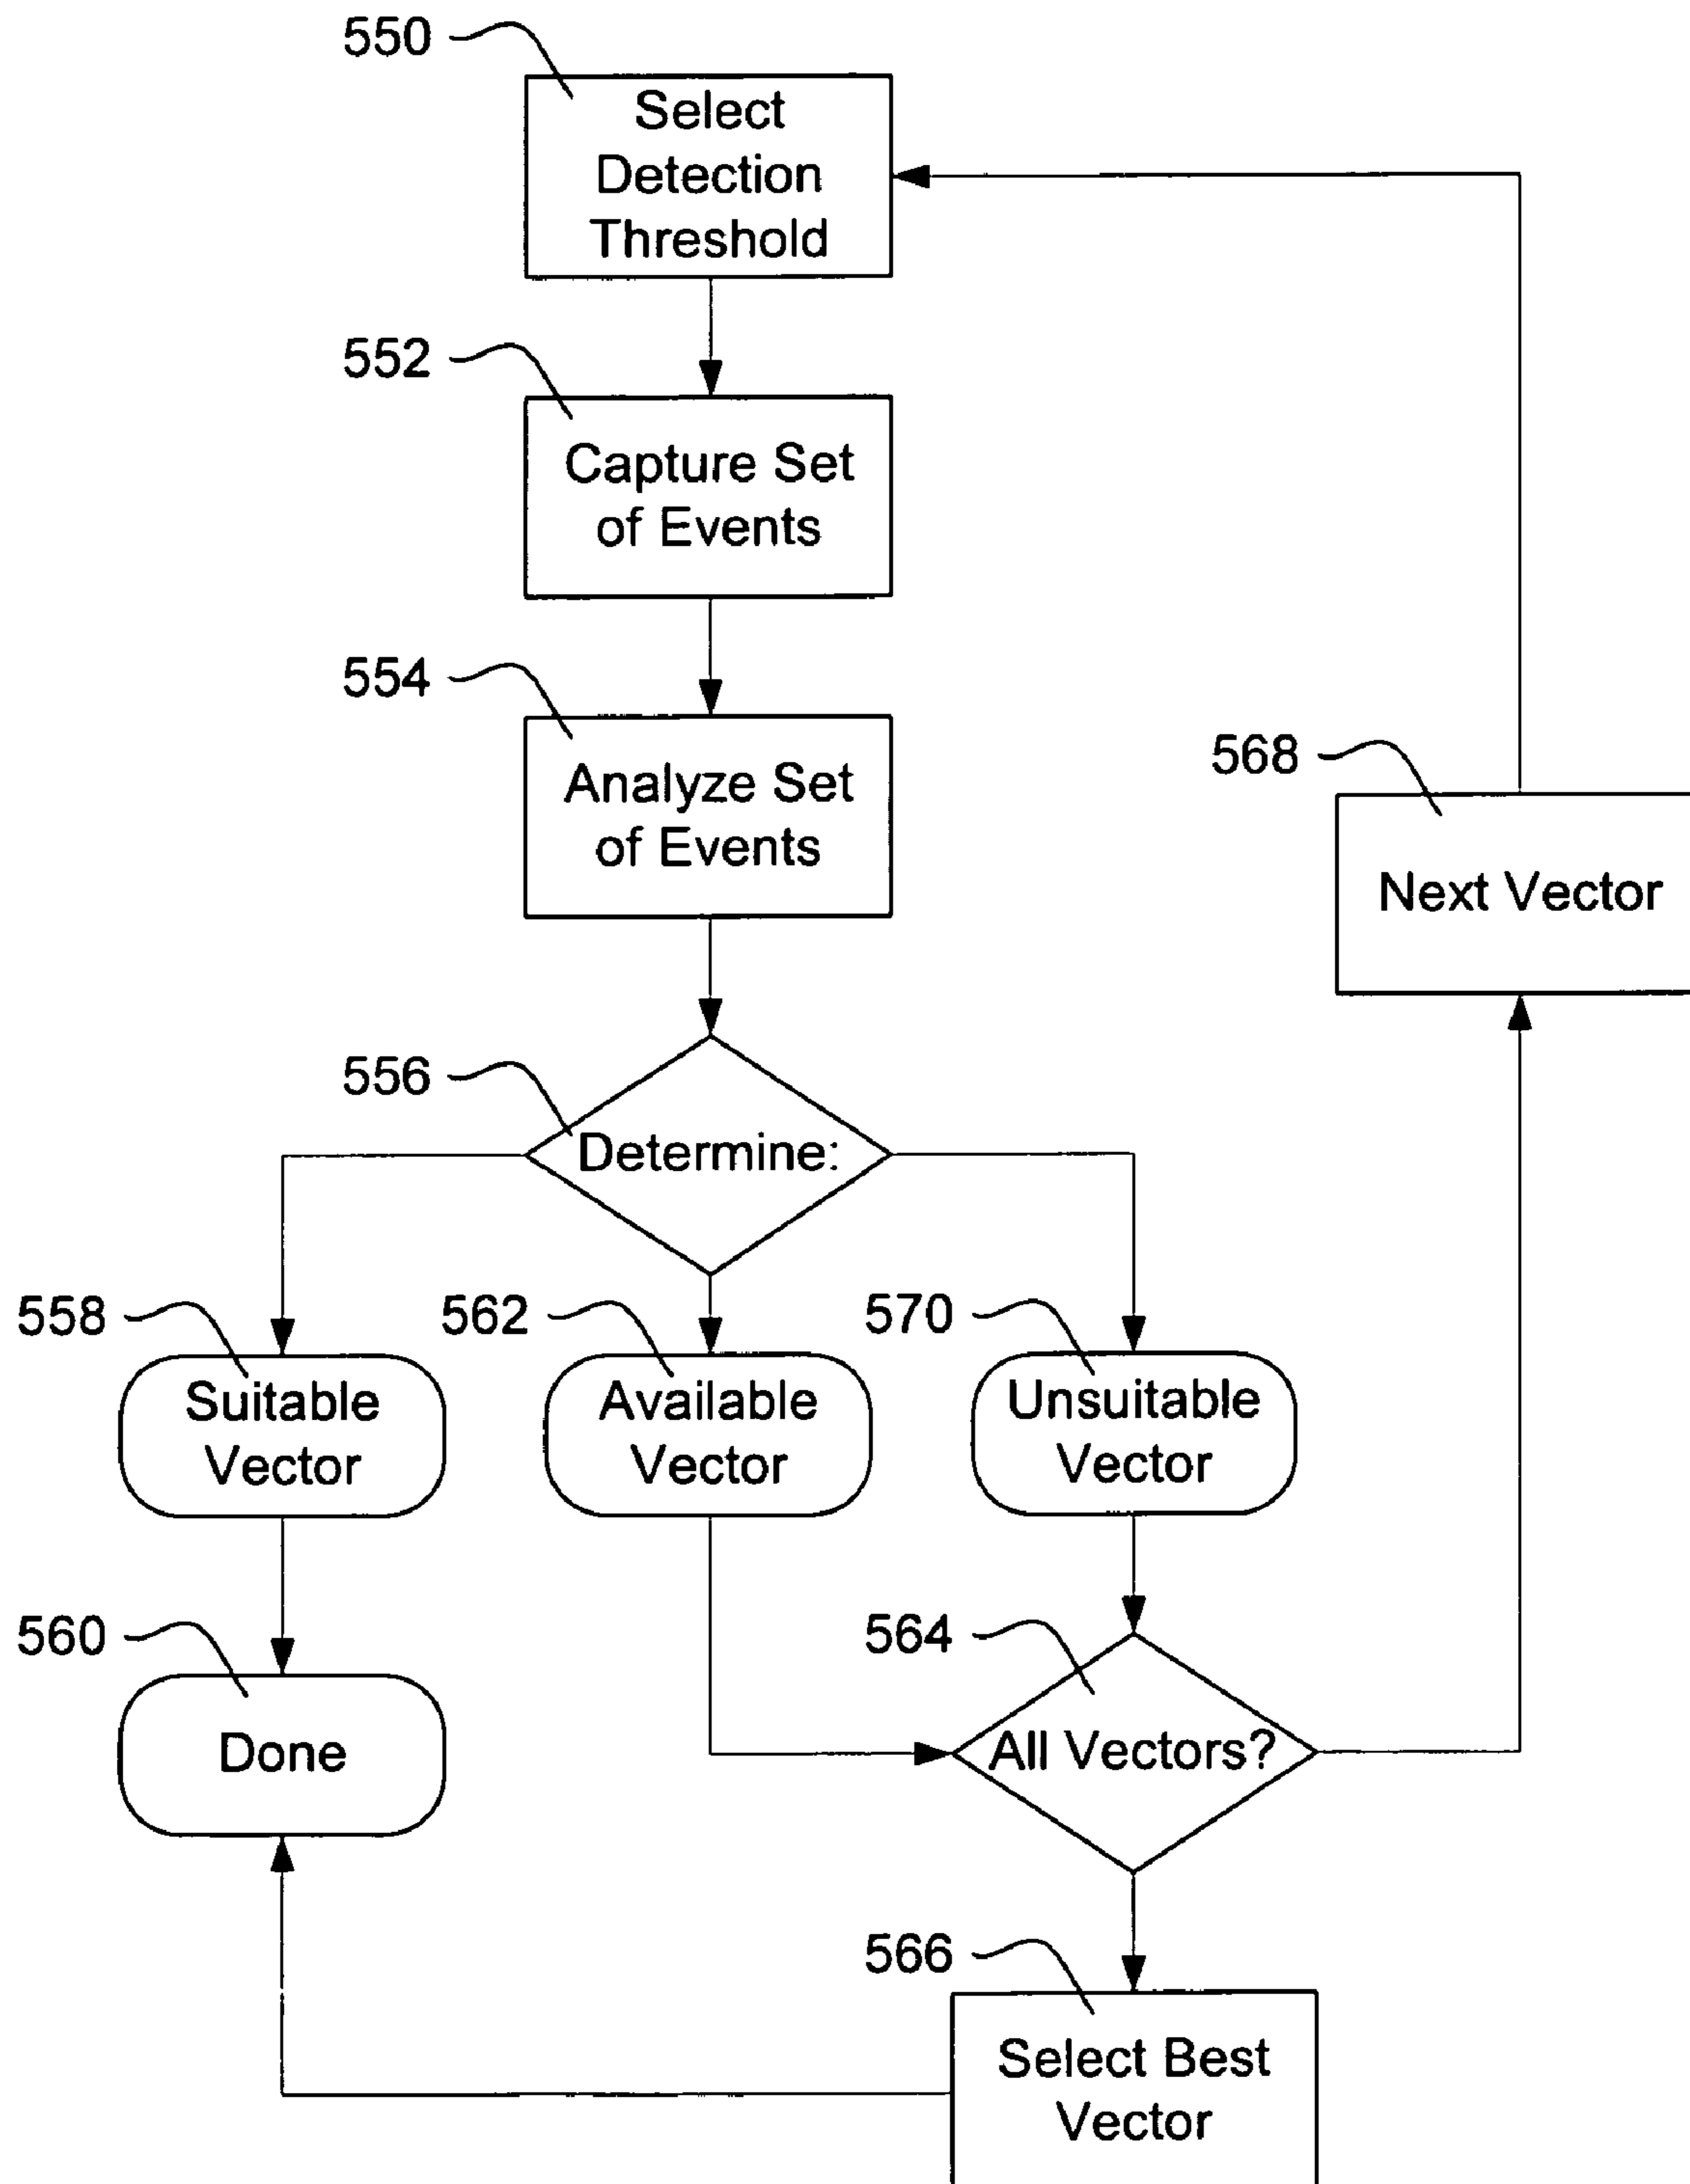 550
Select
Detection
Threshold
552
Capture Set
of Events
554
Analyze Set
of Events
568
Next Vector
556
Determine:
558
Suitable
Vector
562
Available
Vector
570
Unsuitable
Vector
560
Done
564
All Vectors?
566
Select Best
Vector